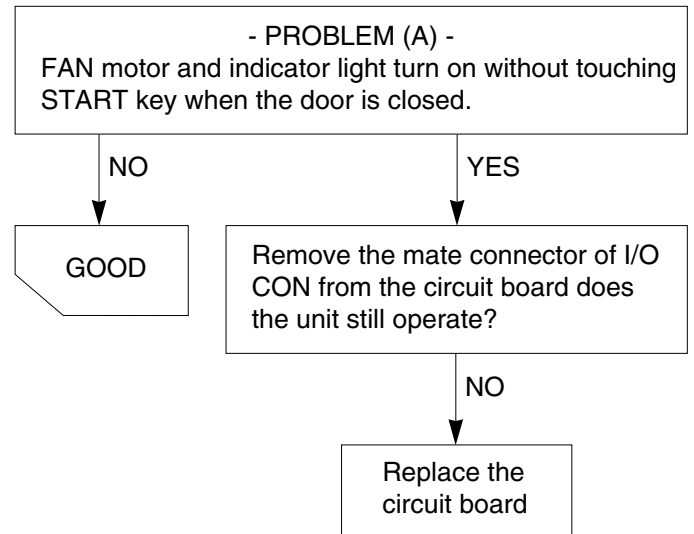 - PROBLEM (A) -
FAN motor and indicator light turn on without touching
START key when the door is closed.
NO
YES
GOOD
Remove the mate connector of I/O
CON from the circuit board does
the unit still operate?
NO
Replace the
circuit board